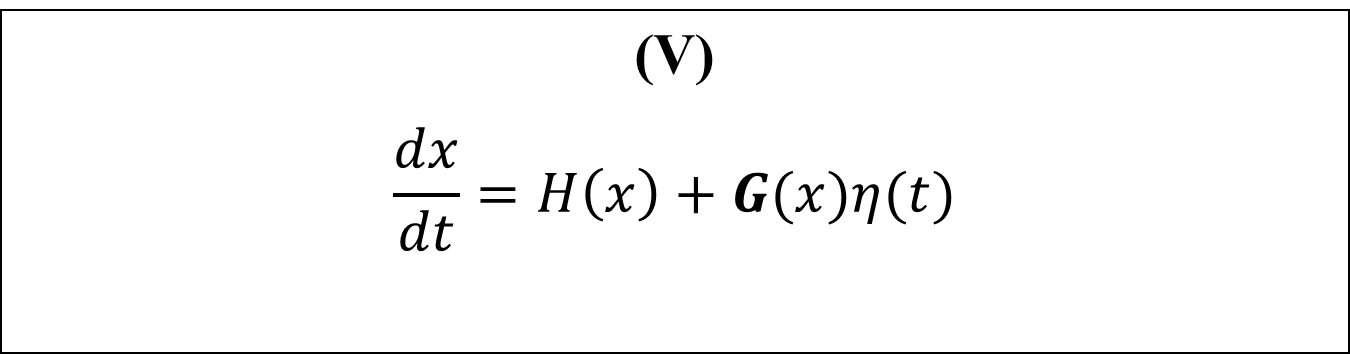 (V)
dx/dt = H(x) + G(x)η(t)